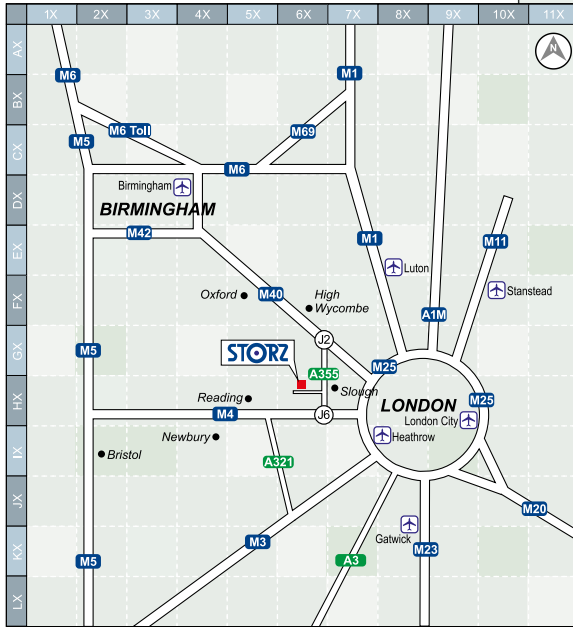 1X 2X 3X 4X 5X 6X 7X 8X 9X 10X 11X
AX
N
M6
M1
BX
M6 Toll
M69
CX
M5
M6
Birmingham
DX
BIRMINGHAM
M42
M1
M11
EX
Luton
Oxford
M40
High
Wycombe
Stanstead
FX
A1M
J2
STORZ
M5
GX
M25
A355
Slough
HX
Reading
M25
LONDON
M4
J6
London City
Newbury
Heathrow
IX
Bristol
A321
JX
M20
Gatwick
M3
M23
KX
M5
A3
LX